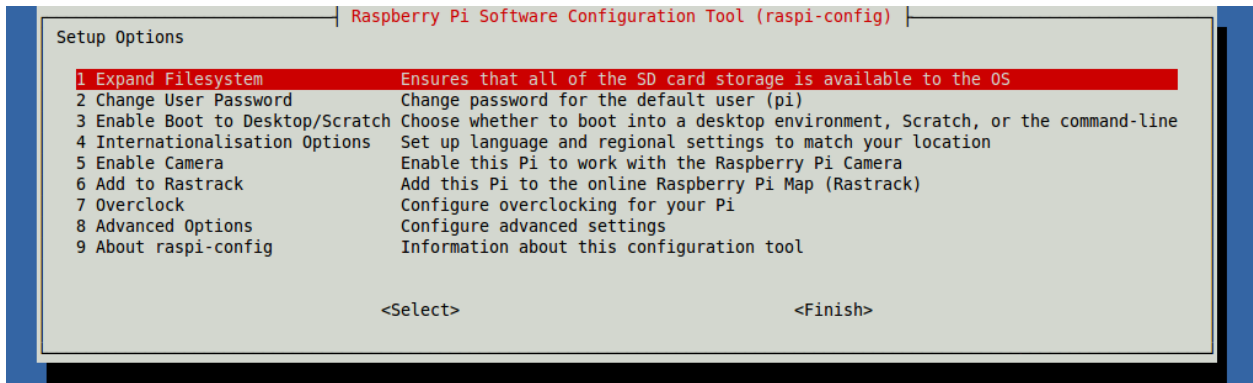 Raspberry Pi Software Configuration Tool (raspi-config)
Setup Options
1 Expand Filesystem Ensures that all of the SD card storage is available to the OS
2 Change User Password Change password for the default user (pi)
3 Enable Boot to Desktop/Scratch Choose whether to boot into a desktop environment, Scratch, or the command-line
4 Internationalisation Options Set up language and regional settings to match your location
5 Enable Camera Enable this Pi to work with the Raspberry Pi Camera
6 Add to Rastrack Add this Pi to the online Raspberry Pi Map (Rastrack)
7 Overclock Configure overclocking for your Pi
8 Advanced Options Configure advanced settings
9 About raspi-config Information about this configuration tool
<Select> <Finish>